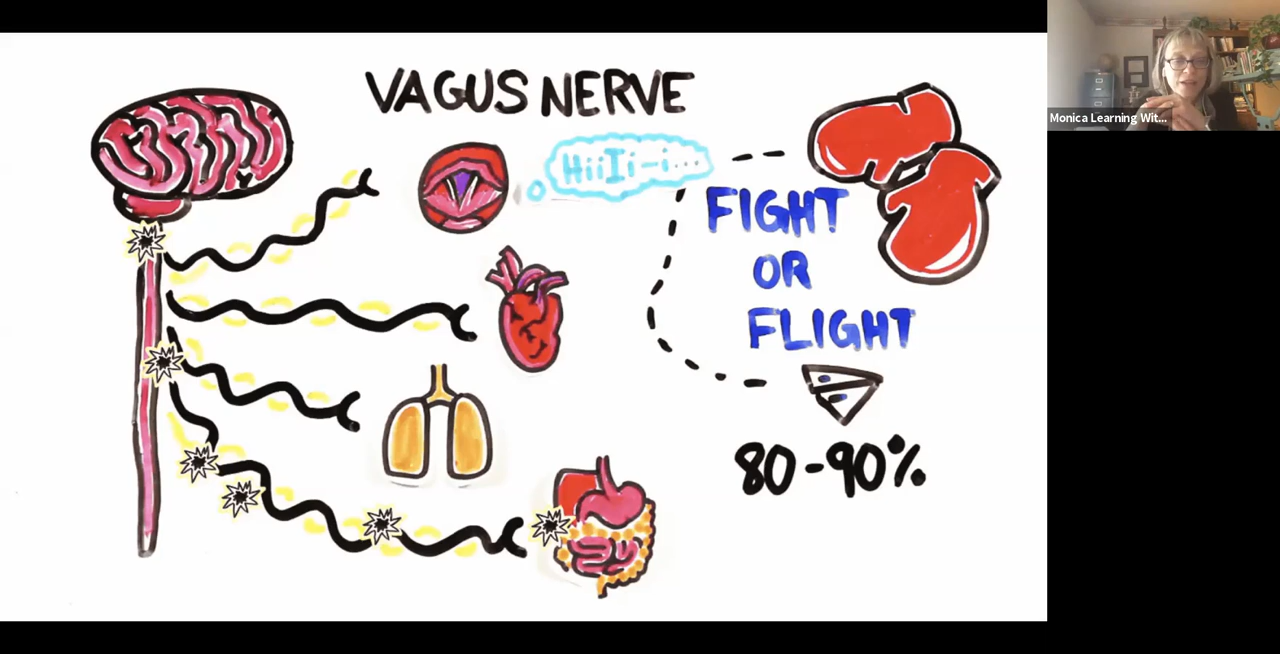 VAGUS NERVE
HiiIi-i...
FIGHT
OR
FLIGHT
80-90%
Monica Learning Wit...